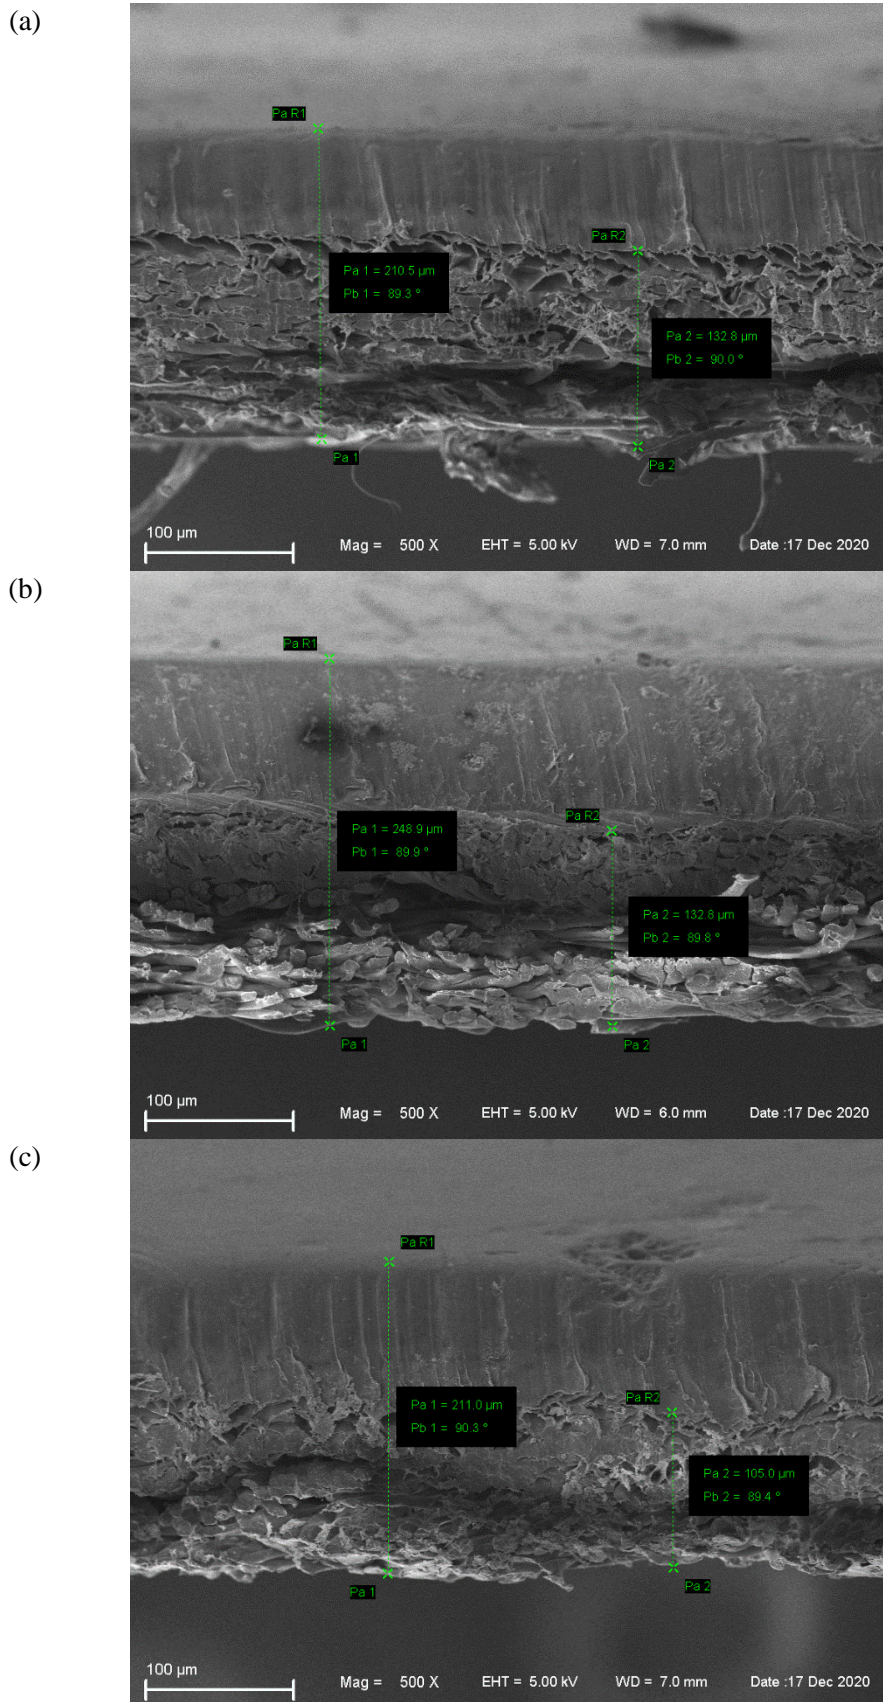 (a)
Pa R1
Pa R2
Pa 1 = 210.5 µm
Pb 1 = 89.3 °
Pa 2 = 132.8 µm
Pb 2 = 90.0 °
Pa 1
Pa 2
100 µm
Mag = 500 X EHT = 5.00 kV WD = 7.0 mm Date :17 Dec 2020
(b)
Pa R1
Pa 1 = 248.9 µm
Pb 1 = 89.9 °
Pa R2
Pa 2 = 132.8 µm
Pb 2 = 89.8 °
Pa 1
Pa 2
100 µm
Mag = 500 X EHT = 5.00 kV WD = 6.0 mm Date :17 Dec 2020
(c)
Pa R1
Pa R2
Pa 1 = 211.0 µm
Pb 1 = 90.3 °
Pa 2 = 105.0 µm
Pb 2 = 89.4 °
Pa 1
Pa 2
100 µm
Mag = 500 X EHT = 5.00 kV WD = 7.0 mm Date :17 Dec 2020